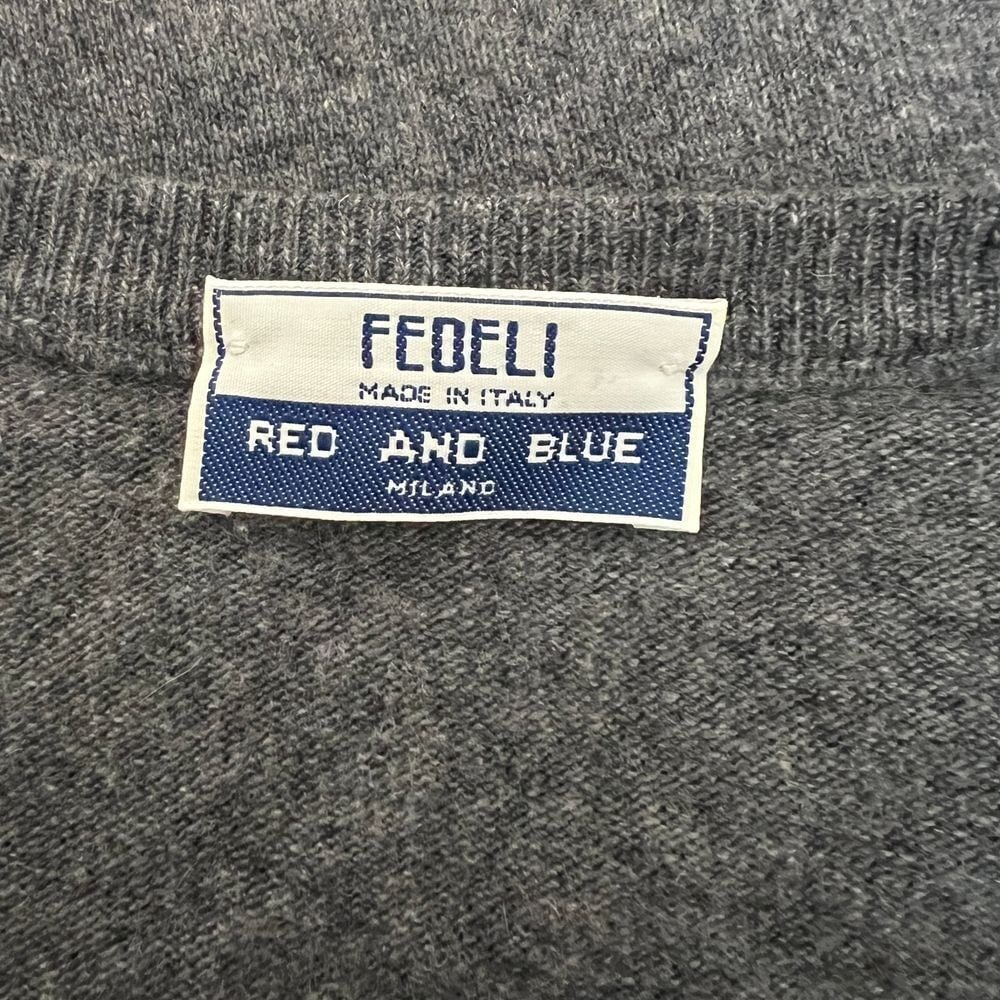 FEDELI
MADE IN ITALY
RED AND BLUE
MILANO